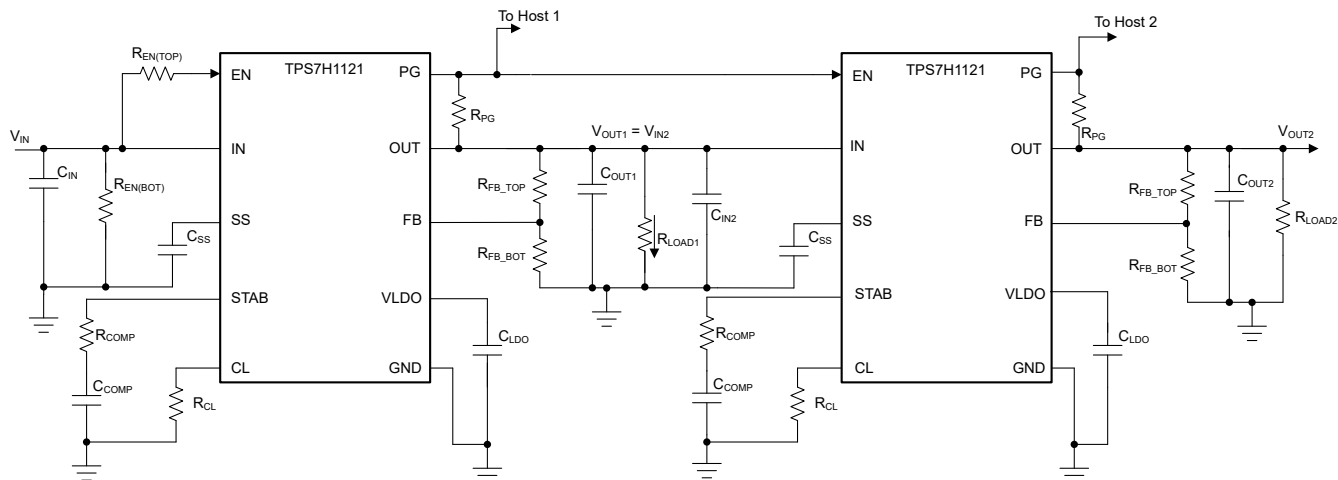 To Host 1
To Host 2
R_EN(TOP)
EN
TPS7H1121
PG
EN
TPS7H1121
PG
R_PG
R_PG
V_IN
V_OUT1 = V_IN2
V_OUT2
IN
OUT
IN
OUT
C_IN
R_EN(BOT)
R_FB_TOP
C_OUT1
C_IN2
R_FB_TOP
C_OUT2
SS
FB
SS
FB
C_SS
R_FB_BOT
R_LOAD1
C_SS
R_FB_BOT
R_LOAD2
STAB
VLDO
STAB
VLDO
R_COMP
C_LDO
R_COMP
C_LDO
CL
GND
CL
GND
C_COMP
R_CL
C_COMP
R_CL